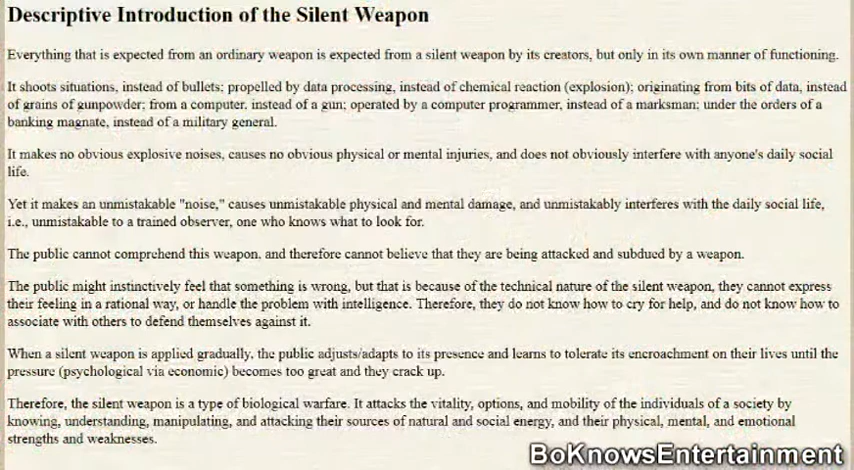 Descriptive Introduction of the Silent Weapon
Everything that is expected from an ordinary weapon is expected from a silent weapon by its creators, but only in its own manner of functioning.
It shoots situations, instead of bullets; propelled by data processing, instead of chemical reaction (explosion); originating from bits of data, instead
of grains of gunpowder; from a computer, instead of a gun; operated by a computer programmer, instead of a marksman; under the orders of a
banking magnate, instead of a military general.
It makes no obvious explosive noises, causes no obvious physical or mental injuries, and does not obviously interfere with anyone's daily social
life.
Yet it makes an unmistakable "noise," causes unmistakable physical and mental damage, and unmistakably interferes with the daily social life,
i.e., unmistakable to a trained observer, one who knows what to look for.
The public cannot comprehend this weapon, and therefore cannot believe that they are being attacked and subdued by a weapon.
The public might instinctively feel that something is wrong, but that is because of the technical nature of the silent weapon, they cannot express
their feeling in a rational way, or handle the problem with intelligence. Therefore, they do not know how to cry for help, and do not know how to
associate with others to defend themselves against it.
When a silent weapon is applied gradually, the public adjusts/adapts to its presence and learns to tolerate its encroachment on their lives until the
pressure (psychological via economic) becomes too great and they crack up.
Therefore, the silent weapon is a type of biological warfare. It attacks the vitality, options, and mobility of the individuals of a society by
knowing, understanding, manipulating, and attacking their sources of natural and social energy, and their physical, mental, and emotional
strengths and weaknesses.
BoKnowsEntertainment